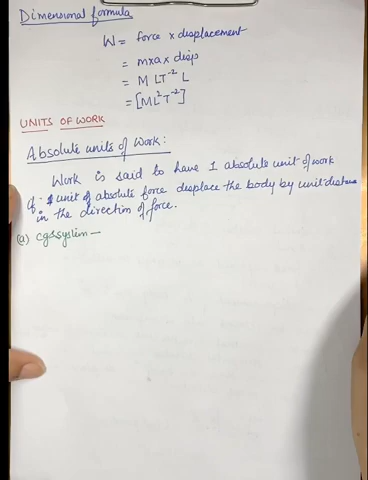 Dimensional formula
W = force x displacement
= mxax disp
= M LT⁻² L
= [ML²T⁻²]
UNITS OF WORK
Absolute units of Work:
Work is said to have 1 absolute unit of work
if unit of absolute force displace the body by unit distance
in the direction of force.
(a) cgs system —